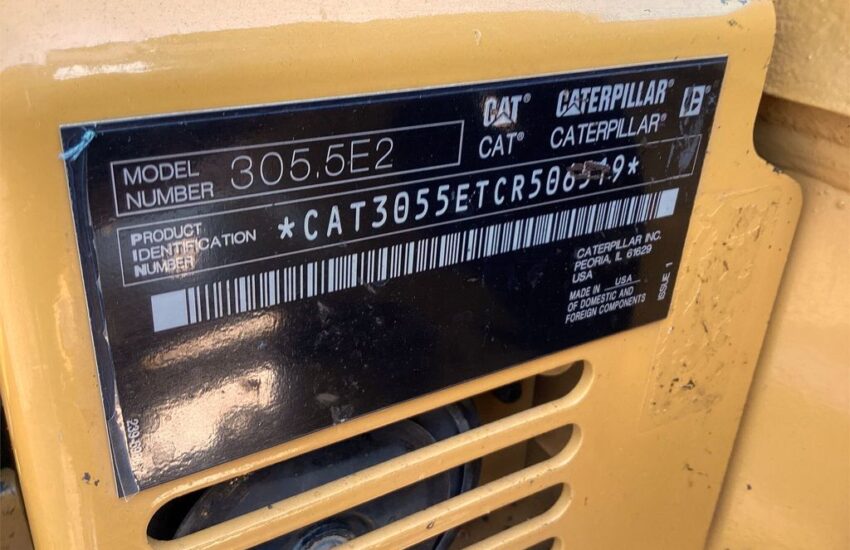 CAT® CATERPILLAR®
CAT® CATERPILLAR®
MODEL NUMBER 305.5E2
PRODUCT IDENTIFICATION NUMBER
CATERPILLAR INC.
PEORIA, IL 61629
USA
MADE IN USA
OF DOMESTIC AND
FOREIGN COMPONENTS
ISSUE 1